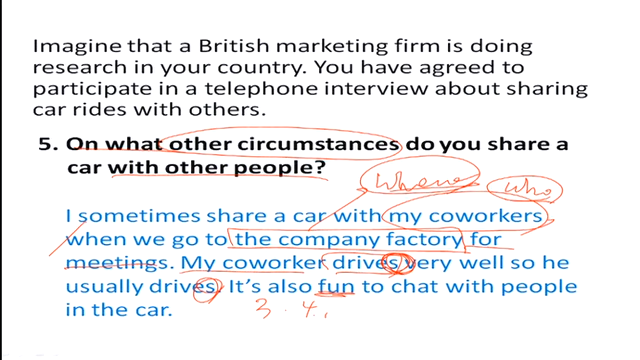 Imagine that a British marketing firm is doing
research in your country. You have agreed to
participate in a telephone interview about sharing
car rides with others.
5. On what other circumstances do you share a
car with other people?
where who
I sometimes share a car with my coworkers
when we go to the company factory for
meetings. My coworker drives very well so he
usually drives. It's also fun to chat with people
in the car.
3. 4.